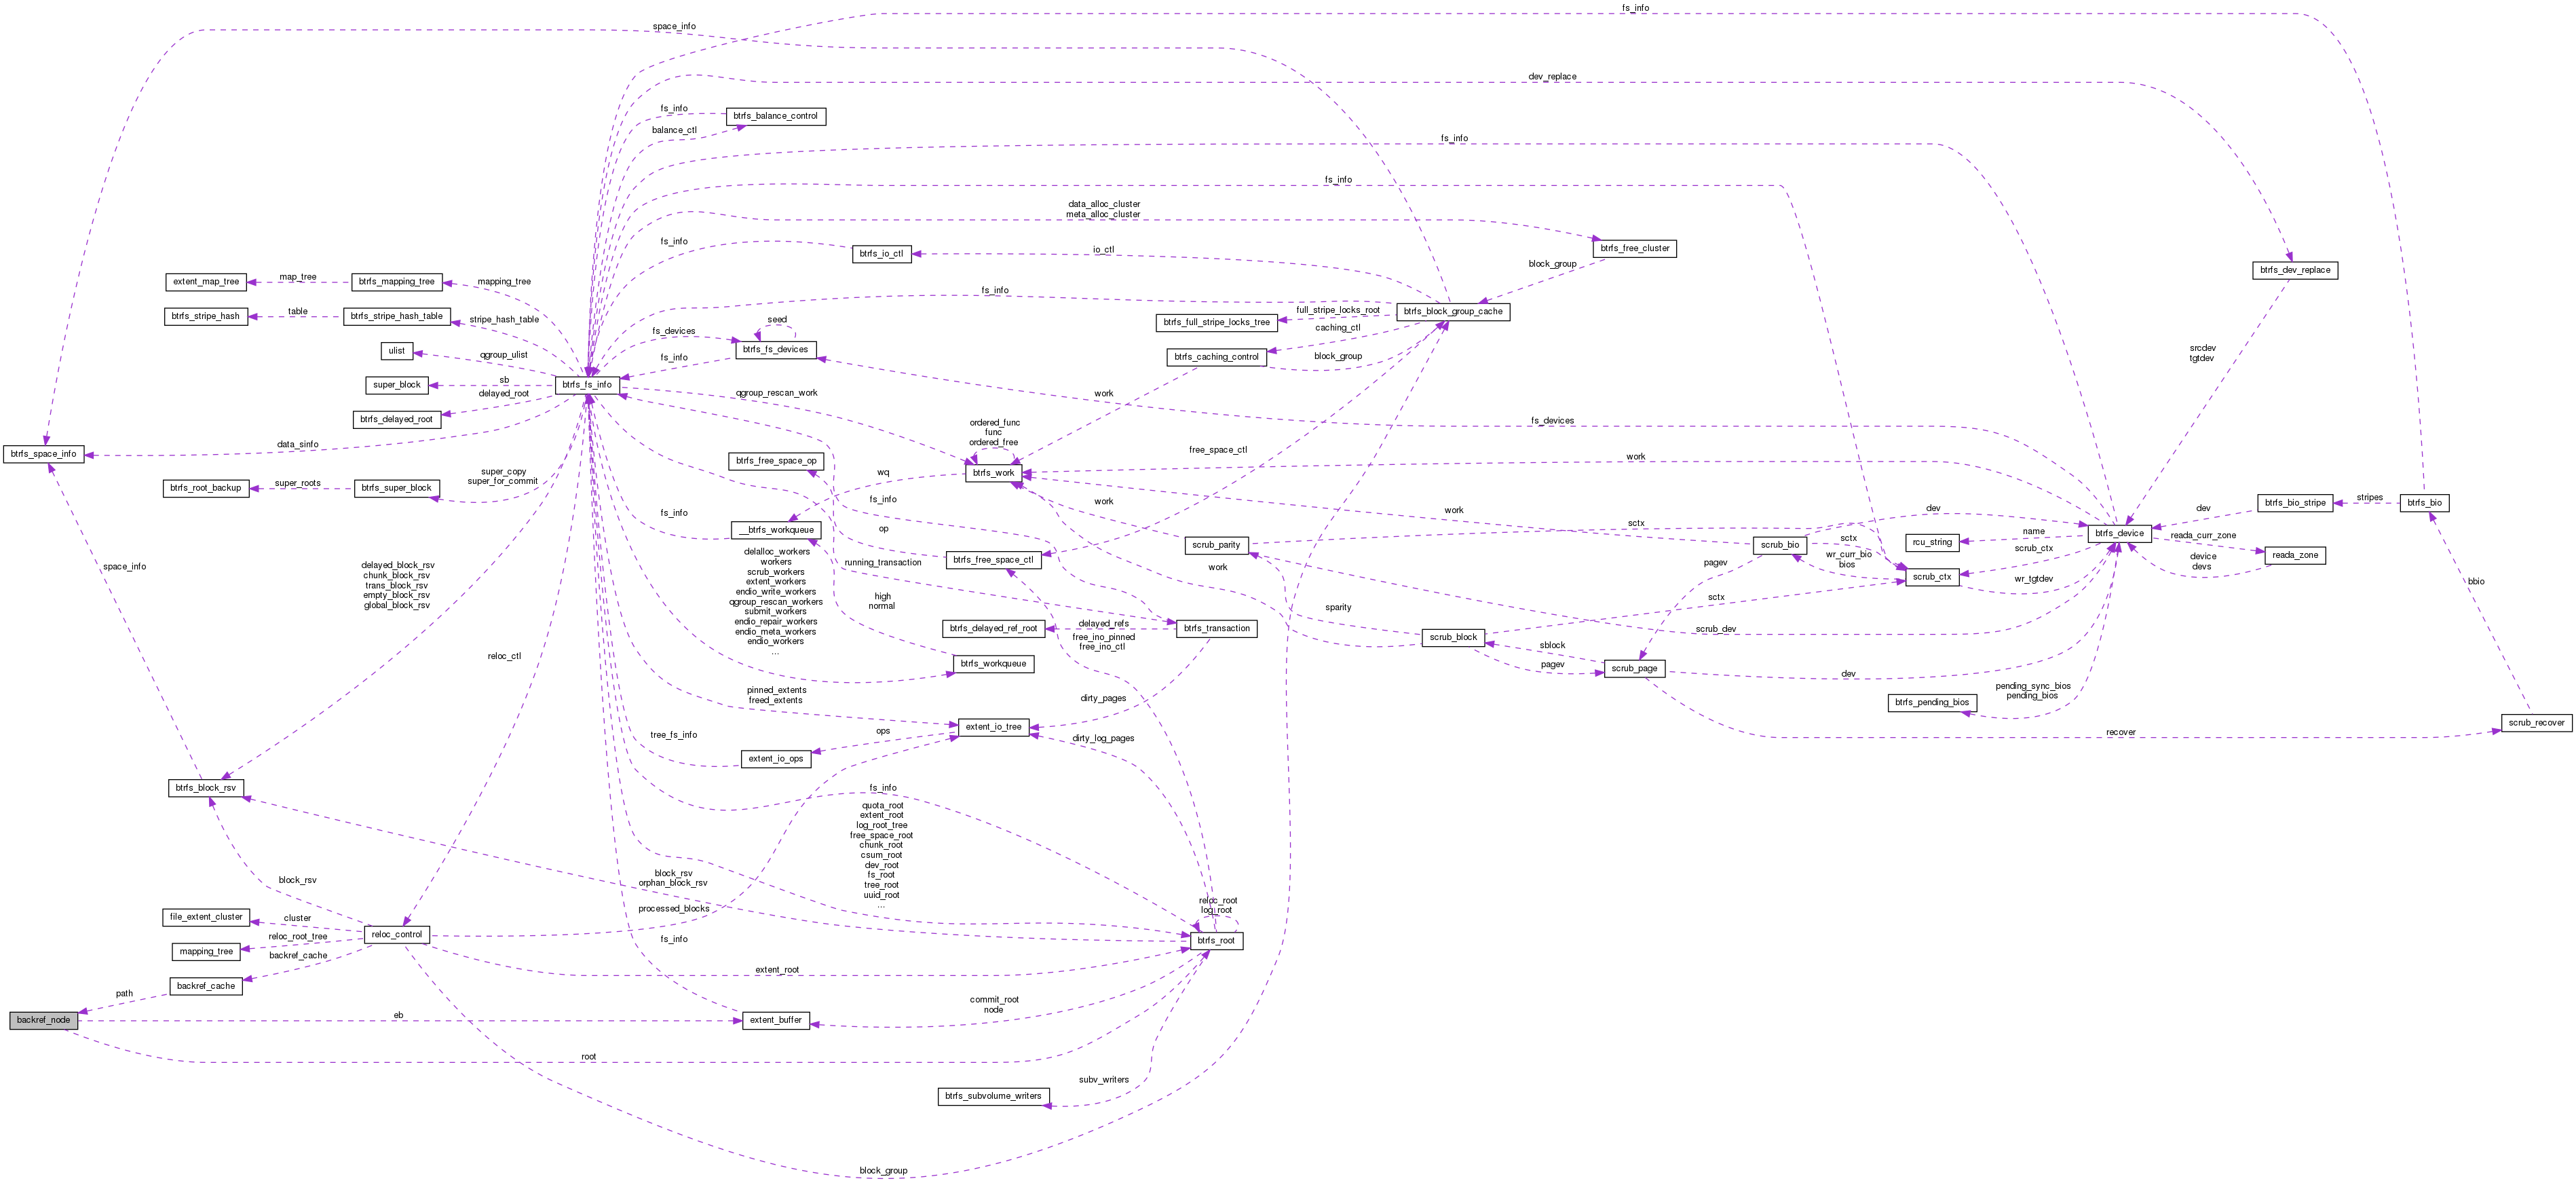 fs_info
space_info
dev_replace
fs_info
btrfs_balance_control
balance_ctl
fs_info
fs_info
data_alloc_cluster
meta_alloc_cluster
fs_info
btrfs_io_ctl
io_ctl
btrfs_free_cluster
block_group
btrfs_dev_replace
extent_map_tree
map_tree
btrfs_mapping_tree
mapping_tree
fs_info
btrfs_stripe_hash
table
btrfs_stripe_hash_table
stripe_hash_table
seed
btrfs_full_stripe_locks_tree
full_stripe_locks_root
btrfs_block_group_cache
caching_ctl
fs_devices
ulist
qgroup_ulist
fs_info
btrfs_fs_devices
btrfs_caching_control
block_group
srcdev
tgtdev
super_block
sb
btrfs_fs_info
delayed_root
btrfs_delayed_root
qgroup_rescan_work
work
fs_devices
ordered_func
func
ordered_free
btrfs_space_info
data_sinfo
free_space_ctl
btrfs_free_space_op
btrfs_work
wq
work
super_copy
super_for_commit
btrfs_root_backup
super_roots
btrfs_super_block
fs_info
work
work
btrfs_bio_stripe
stripes
btrfs_bio
dev
dev
fs_info
__btrfs_workqueue
op
sctx
name
btrfs_device
reada_curr_zone
rcu_string
scrub_parity
scrub_bio
sctx
scrub_ctx
reada_zone
device
devs
delalloc_workers
workers
scrub_workers
extent_workers
endio_write_workers
qgroup_rescan_workers
submit_workers
endio_repair_workers
endio_meta_workers
endio_workers
...
running_transaction
btrfs_free_space_ctl
work
pagev
wr_curr_bio
bios
scrub_ctx
wr_tgtdev
bbio
space_info
delayed_block_rsv
chunk_block_rsv
trans_block_rsv
empty_block_rsv
global_block_rsv
high
normal
sparity
sctx
btrfs_delayed_ref_root
delayed_refs
btrfs_transaction
free_ino_pinned
free_ino_ctl
scrub_block
scrub_dev
sblock
reloc_ctl
btrfs_workqueue
pagev
scrub_page
dev
pinned_extents
freed_extents
dirty_pages
btrfs_pending_bios
pending_sync_bios
pending_bios
scrub_recover
recover
tree_fs_info
extent_io_tree
ops
dirty_log_pages
extent_io_ops
btrfs_block_rsv
fs_info
quota_root
extent_root
log_root_tree
free_space_root
chunk_root
csum_root
dev_root
fs_root
tree_root
uuid_root
...
block_rsv
block_rsv
orphan_block_rsv
processed_blocks
reloc_root
log_root
file_extent_cluster
cluster
reloc_control
reloc_root_tree
mapping_tree
fs_info
btrfs_root
backref_cache
extent_root
backref_cache
path
backref_node
eb
extent_buffer
commit_root
node
root
subv_writers
btrfs_subvolume_writers
block_group